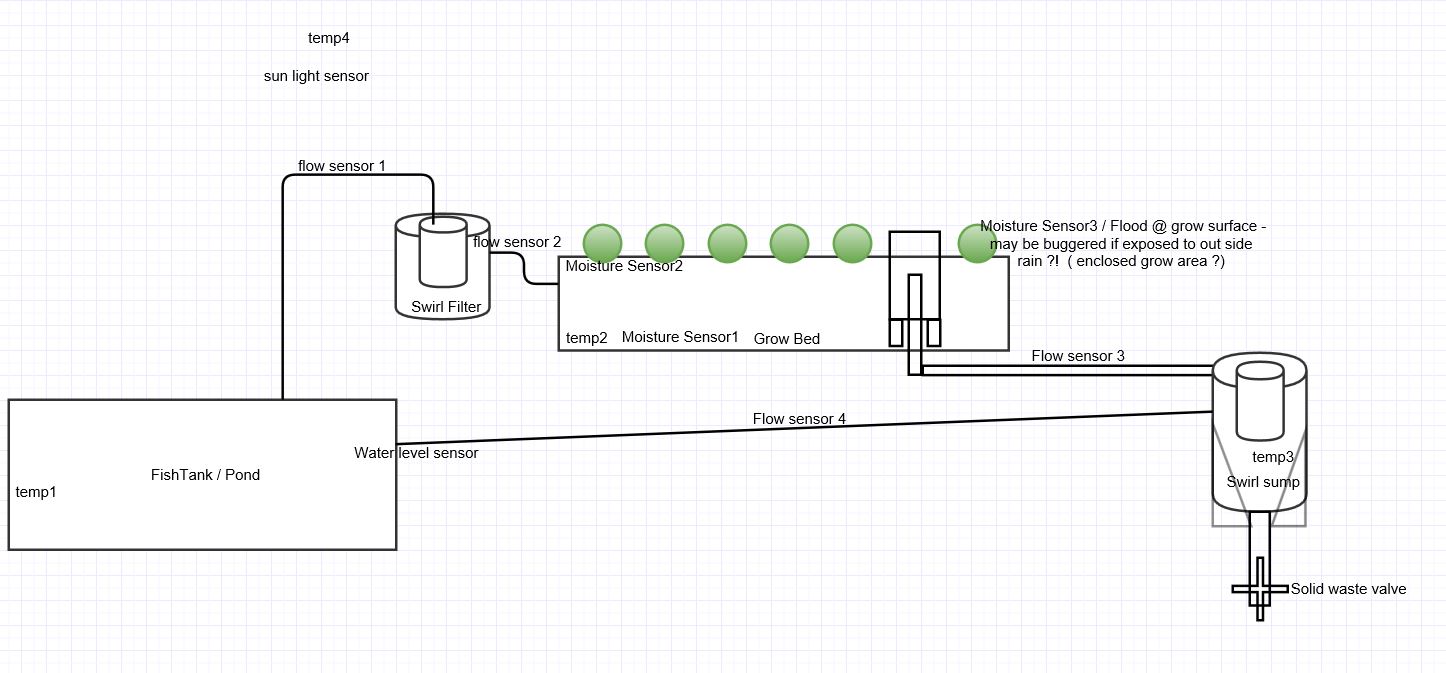 temp4
sun light sensor
flow sensor 1
flow sensor 2
Swirl Filter
Moisture Sensor3 / Flood @ grow surface -
may be buggered if exposed to out side
rain ?!  ( enclosed grow area ?)
Moisture Sensor2
temp2
Moisture Sensor1
Grow Bed
Flow sensor 3
Flow sensor 4
Water level sensor
FishTank / Pond
temp1
temp3
Swirl sump
Solid waste valve